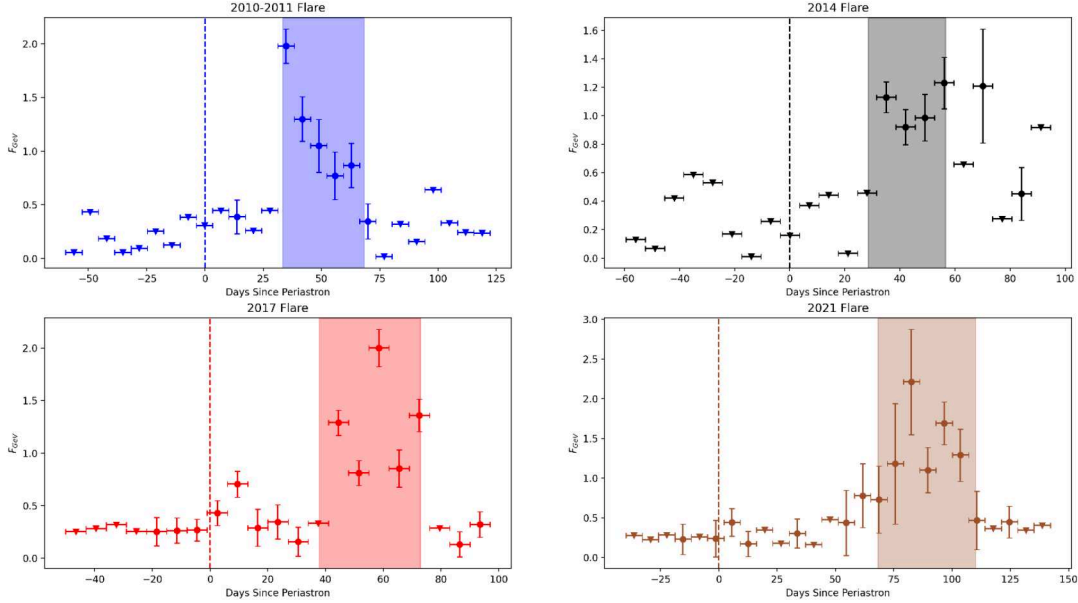 2010-2011 Flare
F_GeV
2.0
1.5
1.0
0.5
0.0
−50 −25 0 25 50 75 100 125
Days Since Periastron
2014 Flare
F_GeV
1.6
1.4
1.2
1.0
0.8
0.6
0.4
0.2
0.0
−60 −40 −20 0 20 40 60 80 100
Days Since Periastron
2017 Flare
F_GeV
2.0
1.5
1.0
0.5
0.0
−40 −20 0 20 40 60 80 100
Days Since Periastron
2021 Flare
F_GeV
3.0
2.5
2.0
1.5
1.0
0.5
0.0
−25 0 25 50 75 100 125 150
Days Since Periastron